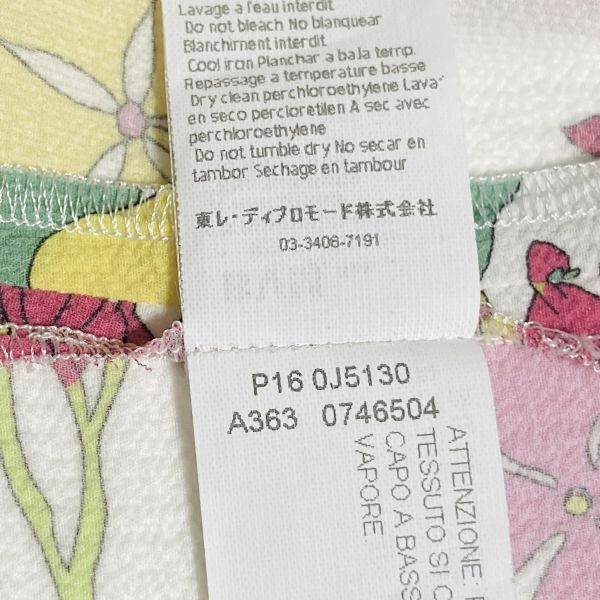 Lavage a l'eau interdit
Do not bleach No blanquear
Blanchiment interdit
Cool iron Planchar a baja temp.
Repassage a temperature basse
Dry clean perchloroethylene Lava
en seco percloretilen A sec avec
perchloroethylene
Do not tumble dry No secar en
tambor Sechage en tambour
東レ・ディプロモード株式会社
03-3406-7191
P16 0J5130
A363 0746504
ATTENZIONE:
TESSUTO SI
CAPO A BASS
VAPORE.